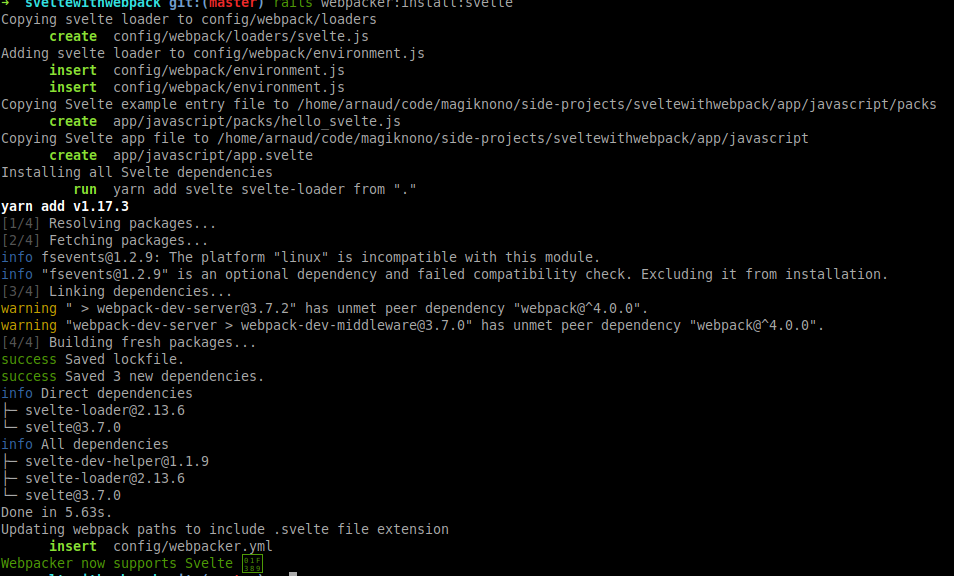 ➜  sveltewithwebpack git:(master) rails webpacker:install:svelte
Copying svelte loader to config/webpack/loaders
      create  config/webpack/loaders/svelte.js
Adding svelte loader to config/webpack/environment.js
      insert  config/webpack/environment.js
      insert  config/webpack/environment.js
Copying Svelte example entry file to /home/arnaud/code/magiknono/side-projects/sveltewithwebpack/app/javascript/packs
      create  app/javascript/packs/hello_svelte.js
Copying Svelte app file to /home/arnaud/code/magiknono/side-projects/sveltewithwebpack/app/javascript
      create  app/javascript/app.svelte
Installing all Svelte dependencies
         run  yarn add svelte svelte-loader from "."
yarn add v1.17.3
[1/4] Resolving packages...
[2/4] Fetching packages...
info fsevents@1.2.9: The platform "linux" is incompatible with this module.
info "fsevents@1.2.9" is an optional dependency and failed compatibility check. Excluding it from installation.
[3/4] Linking dependencies...
warning " > webpack-dev-server@3.7.2" has unmet peer dependency "webpack@^4.0.0".
warning "webpack-dev-server > webpack-dev-middleware@3.7.0" has unmet peer dependency "webpack@^4.0.0".
[4/4] Building fresh packages...
success Saved lockfile.
success Saved 3 new dependencies.
info Direct dependencies
├─ svelte-loader@2.13.6
└─ svelte@3.7.0
info All dependencies
├─ svelte-dev-helper@1.1.9
├─ svelte-loader@2.13.6
└─ svelte@3.7.0
Done in 5.63s.
Updating webpack paths to include .svelte file extension
      insert  config/webpacker.yml
Webpacker now supports Svelte 01F389